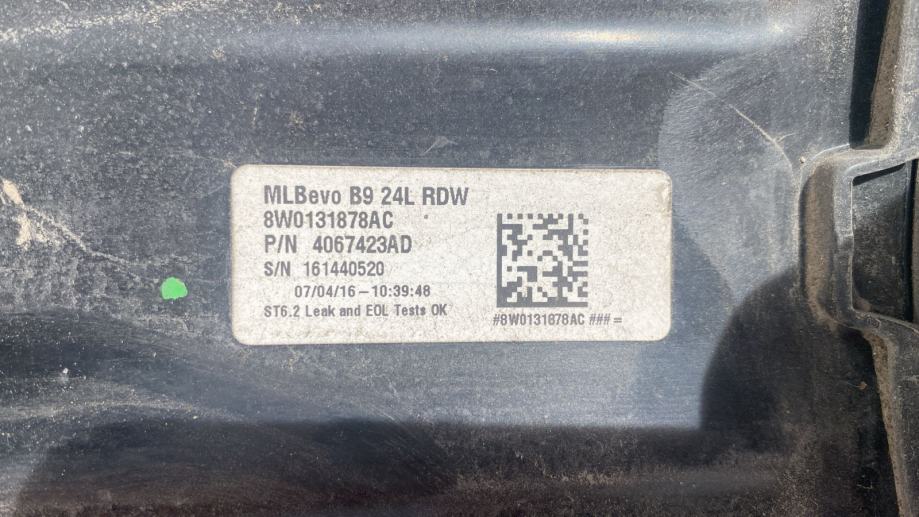 MLBevo B9 24L RDW
8W0131878AC
P/N 4067423AD
S/N 161440520
07/04/16 – 10:39:48
ST6.2 Leak and EOL Tests OK
#8W0131878AC ###=